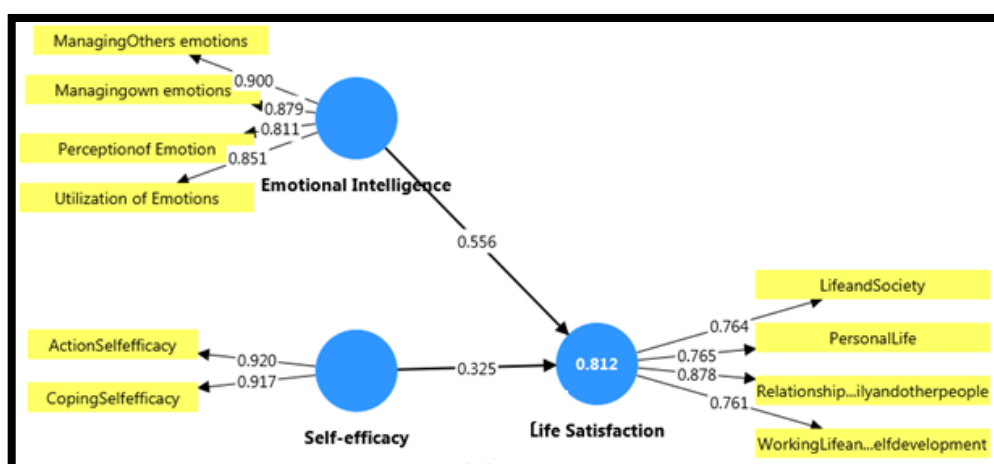 ManagingOthers emotions
0.900
Managingown emotions
0.879
0.811
Perceptionof Emotion
0.851
Utilization of Emotions
Emotional Intelligence
0.556
LifeandSociety
0.764
PersonalLife
0.765
ActionSelfefficacy
0.920
0.325
0.812
0.878
Relationship...ilyandotherpeople
0.917
CopingSelfefficacy
0.761
Self-efficacy
Life Satisfaction
WorkingLifean...elfdevelopment